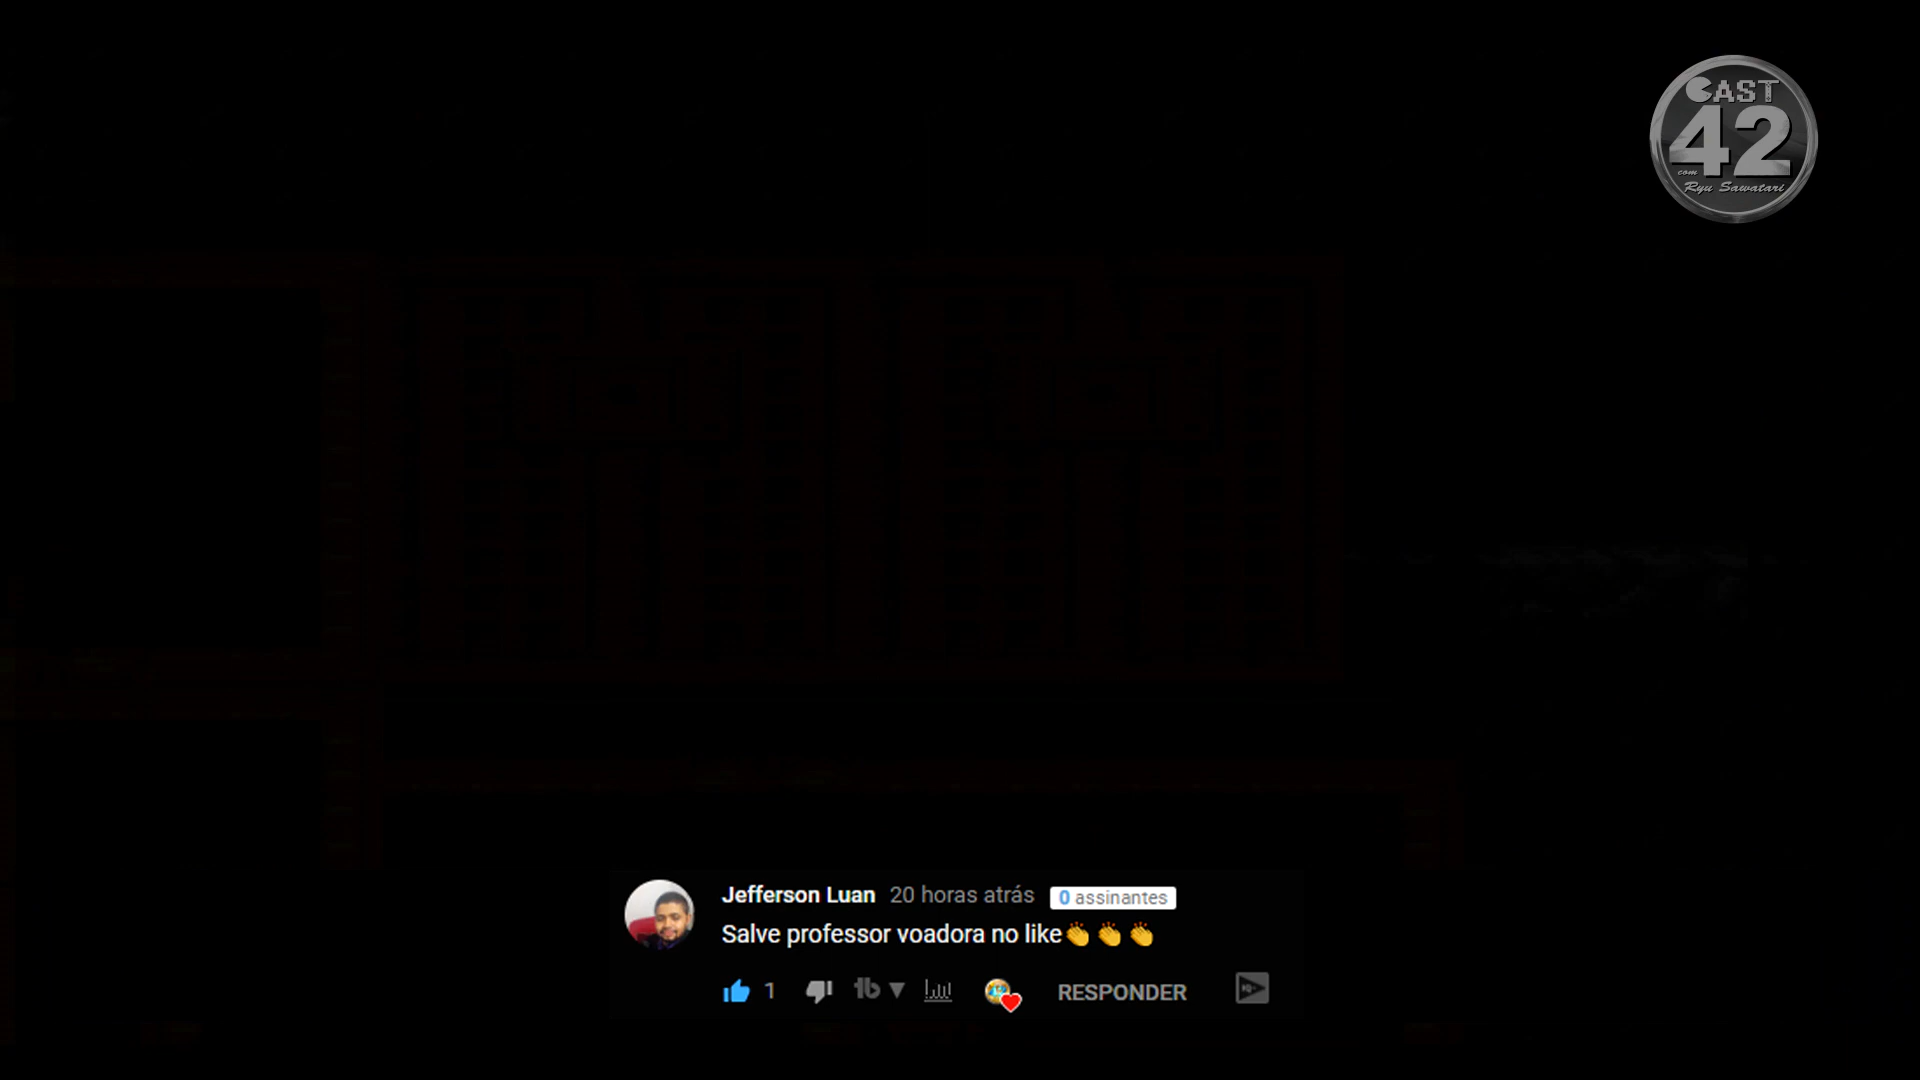 CAST
42
com
Ryu Sawatari
Jefferson Luan 20 horas atrás 0 assinantes
Salve professor voadora no like👏👏👏
1 RESPONDER